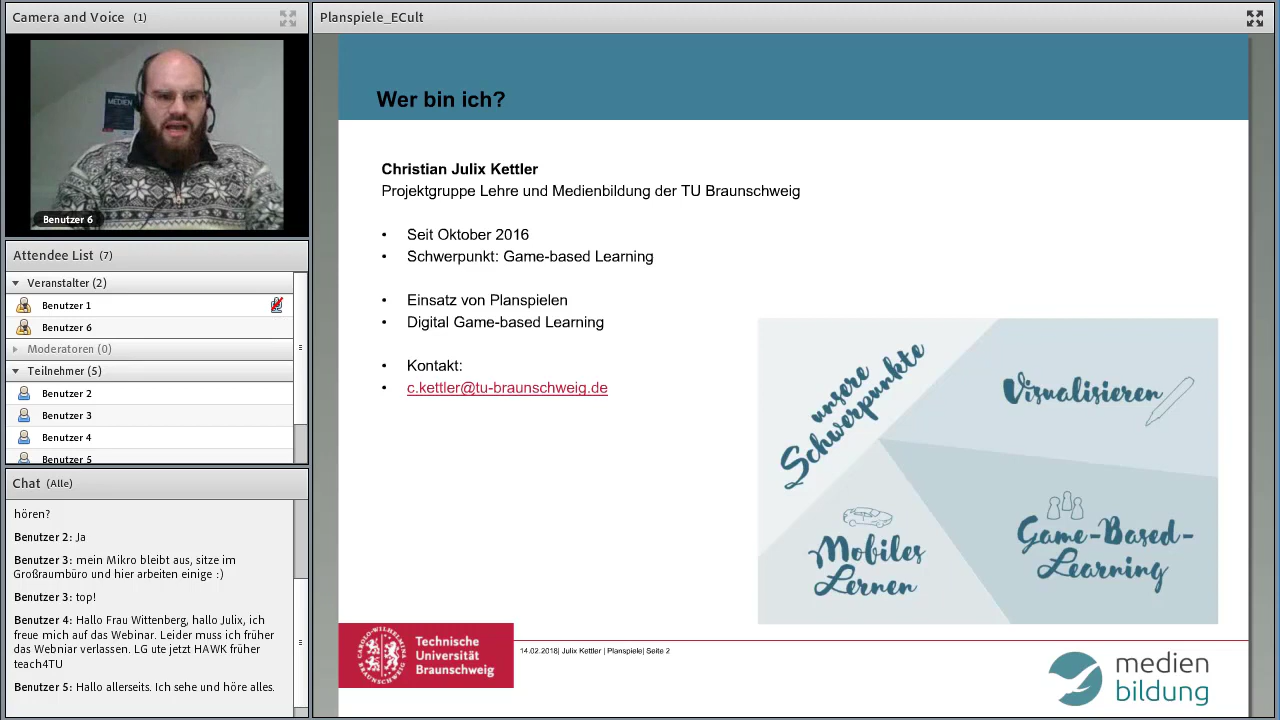 Camera and Voice (1)
MEDIEN
Benutzer 6
Attendee List (7)
Veranstalter (2)
Benutzer 1
Benutzer 6
Moderatoren (0)
Teilnehmer (5)
Benutzer 2
Benutzer 3
Benutzer 4
Benutzer 5
Chat (Alle)
hören?
Benutzer 2: Ja
Benutzer 3: mein Mikro bleibt aus, sitze im
Großraumbüro und hier arbeiten einige :)
Benutzer 3: top!
Benutzer 4: Hallo Frau Wittenberg, hallo Julix, ich
freue mich auf das Webinar. Leider muss ich früher
das Webniar verlassen. LG ute jetzt HAWK früher
teach4TU
Benutzer 5: Hallo allerseits. Ich sehe und höre alles.
Planspiele_ECult
Wer bin ich?
Christian Julix Kettler
Projektgruppe Lehre und Medienbildung der TU Braunschweig
• Seit Oktober 2016
• Schwerpunkt: Game-based Learning
• Einsatz von Planspielen
• Digital Game-based Learning
• Kontakt:
• c.kettler@tu-braunschweig.de
unsere
Schwerpunkte
Visualisieren
Mobiles
Lernen
Game-Based-
Learning
CAROLO-WILHELMINA
BRAUNSCHWEIG
Technische
Universität
Braunschweig
14.02.2018| Julix Kettler | Planspiele| Seite 2
medien
bildung